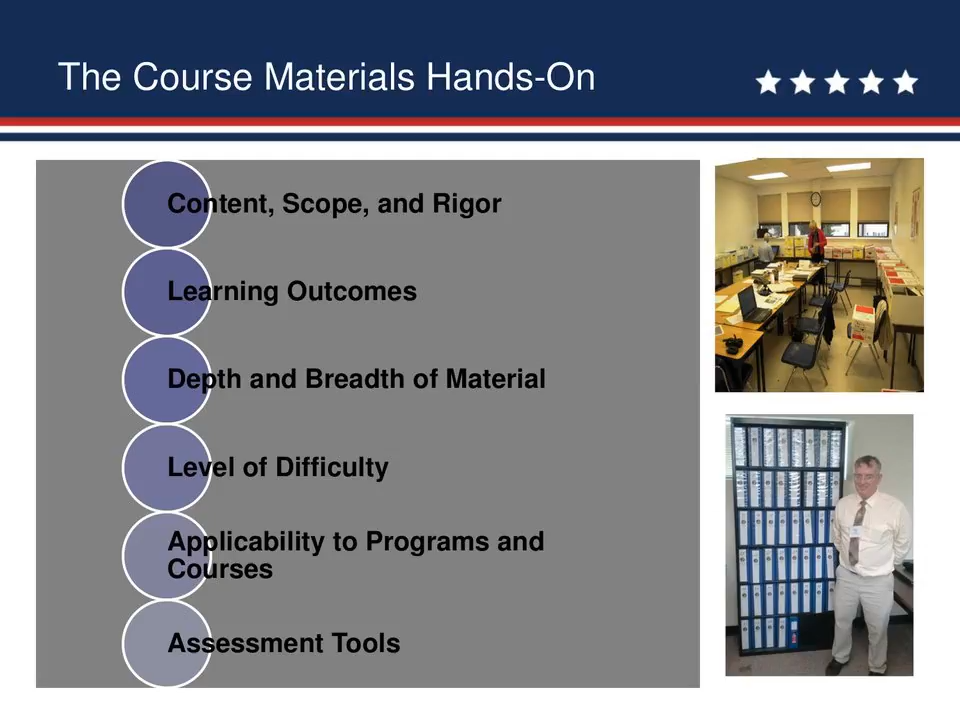 The Course Materials Hands-On
Content, Scope, and Rigor
Learning Outcomes
Depth and Breadth of Material
Level of Difficulty
Applicability to Programs and
Courses
Assessment Tools